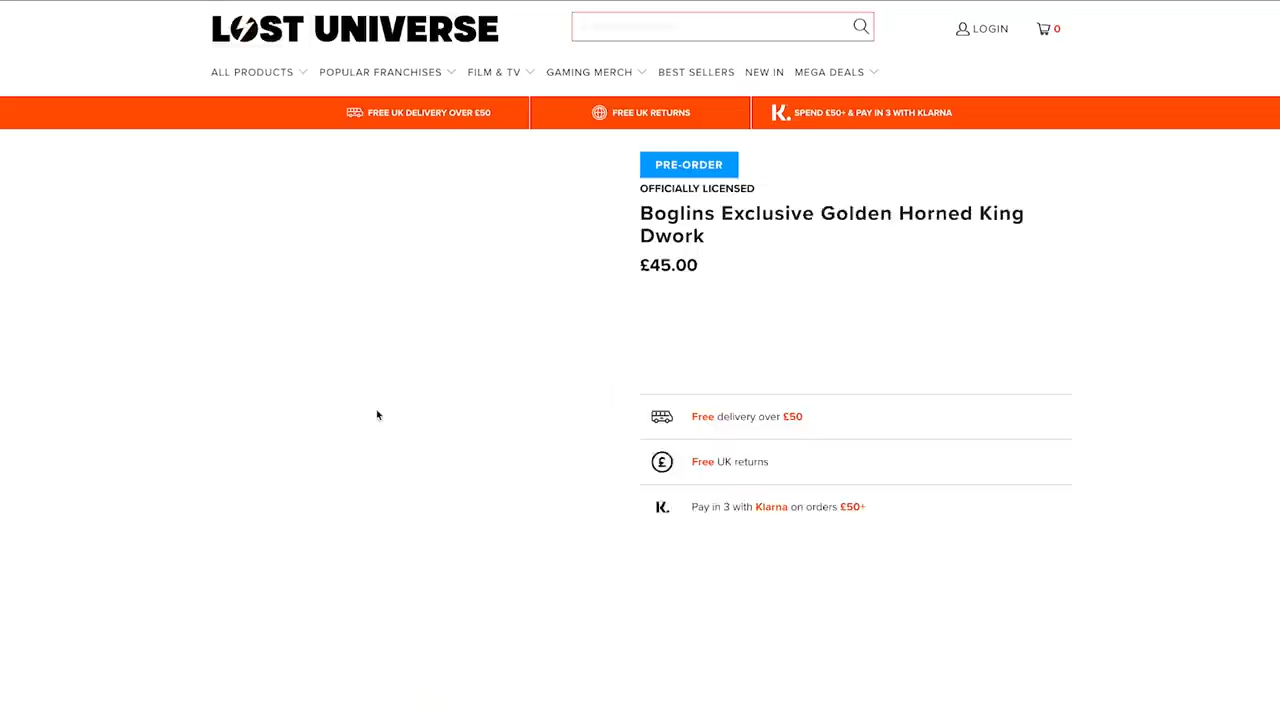 LOST UNIVERSE
LOGIN
0
ALL PRODUCTS
POPULAR FRANCHISES
FILM & TV
GAMING MERCH
BEST SELLERS
NEW IN
MEGA DEALS
FREE UK DELIVERY OVER £50
FREE UK RETURNS
K. SPEND £50+ & PAY IN 3 WITH KLARNA
PRE-ORDER
OFFICIALLY LICENSED
Boglins Exclusive Golden Horned King
Dwork
£45.00
Free delivery over £50
£ Free UK returns
K. Pay in 3 with Klarna on orders £50+